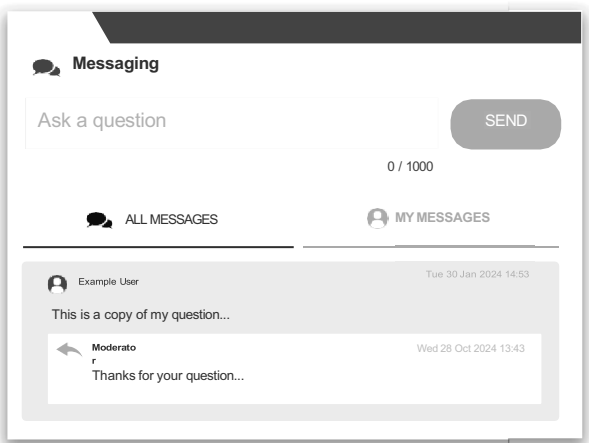 Messaging
Ask a question
SEND
0 / 1000
ALL MESSAGES
MY MESSAGES
Example User
Tue 30 Jan 2024 14:53
This is a copy of my question...
Moderato
r
Wed 28 Oct 2024 13:43
Thanks for your question...